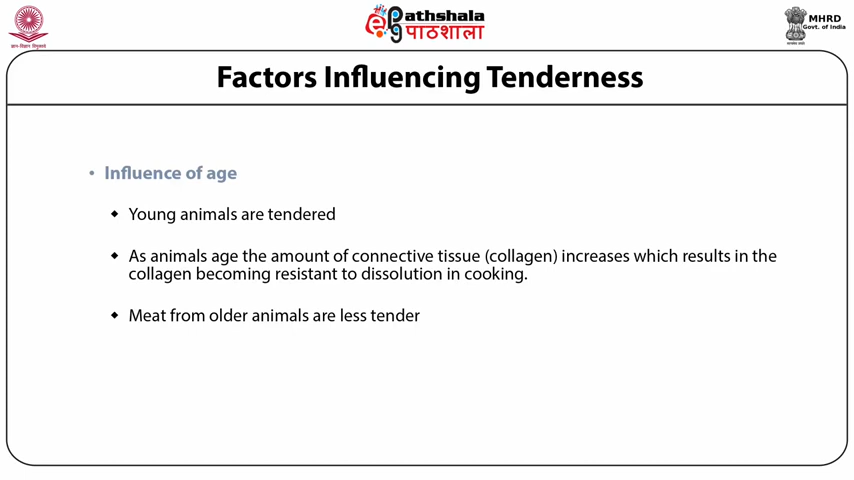 ePathshala
पाठशाला
MHRD
Govt. of India
Factors Influencing Tenderness
• Influence of age
◆ Young animals are tendered
◆ As animals age the amount of connective tissue (collagen) increases which results in the
collagen becoming resistant to dissolution in cooking.
◆ Meat from older animals are less tender